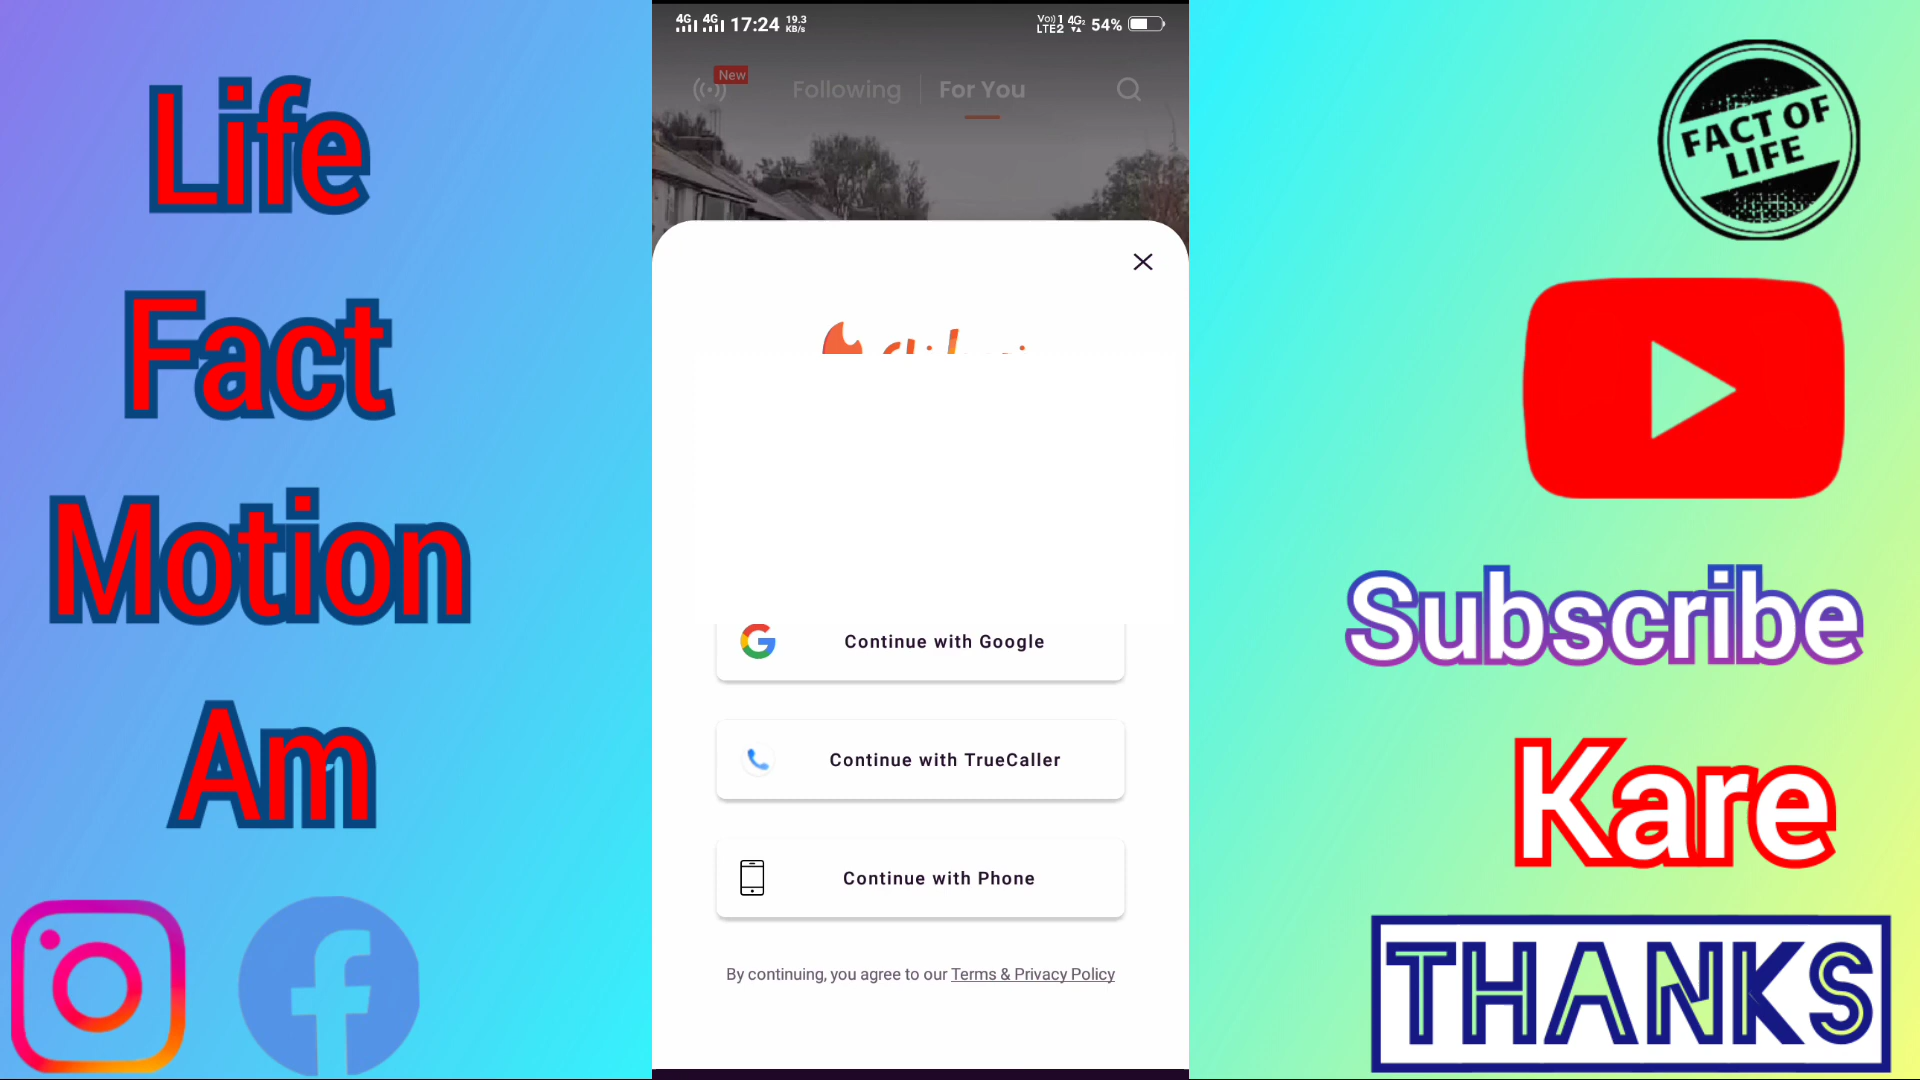 Life
Fact
Motion
Am
4G 4G 17:24 19.3 KB/s
Vo)) 1 LTE2 4G2 54%
New
Following
For You
Continue with Google
Continue with TrueCaller
Continue with Phone
By continuing, you agree to our Terms & Privacy Policy
FACT OF
LIFE
Subscribe
Kare
THANKS